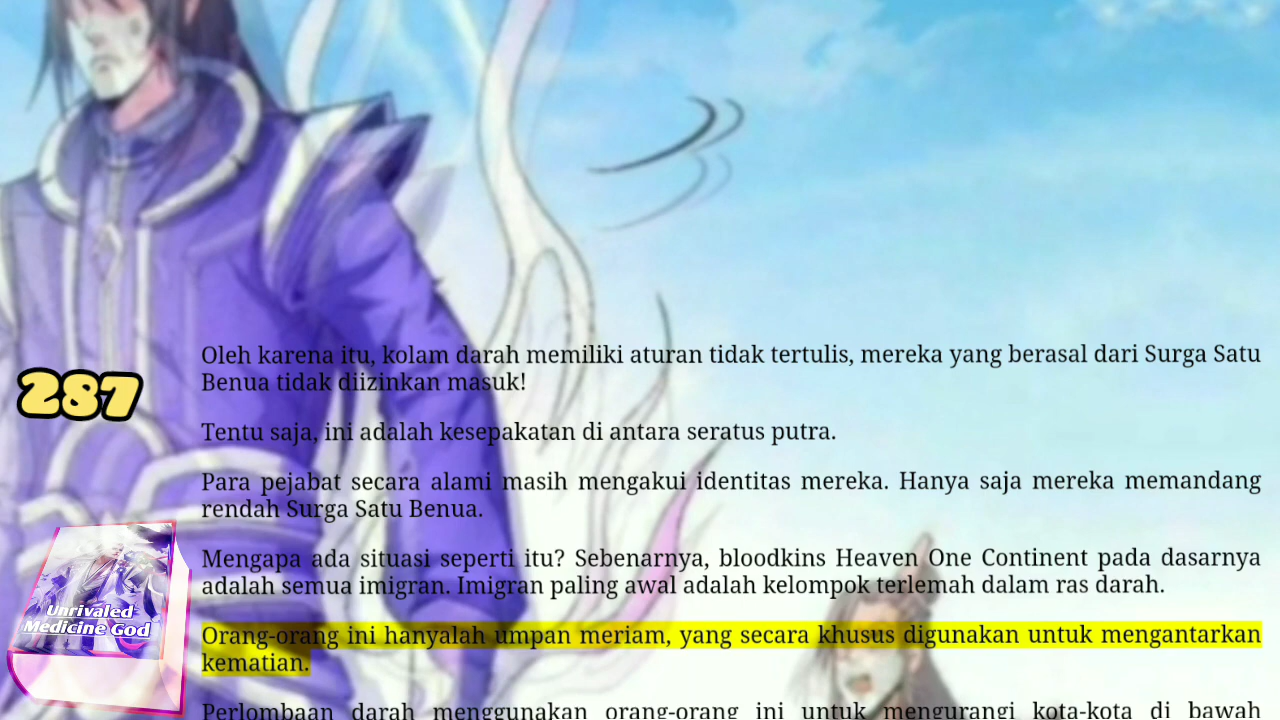 Oleh karena itu, kolam darah memiliki aturan tidak tertulis, mereka yang berasal dari Surga Satu
Benua tidak diizinkan masuk!
Tentu saja, ini adalah kesepakatan di antara seratus putra.
287
Para pejabat secara alami masih mengakui identitas mereka. Hanya saja mereka memandang
rendah Surga Satu Benua.
Mengapa ada situasi seperti itu? Sebenarnya, bloodkins Heaven One Continent pada dasarnya
adalah semua imigran. Imigran paling awal adalah kelompok terlemah dalam ras darah.
Unrivaled
Medicine God
Orang-orang ini hanyalah umpan meriam, yang secara khusus digunakan untuk mengantarkan
kematian.
Perlombaan darah menggunakan orang-orang ini untuk mengurangi kota-kota di bawah